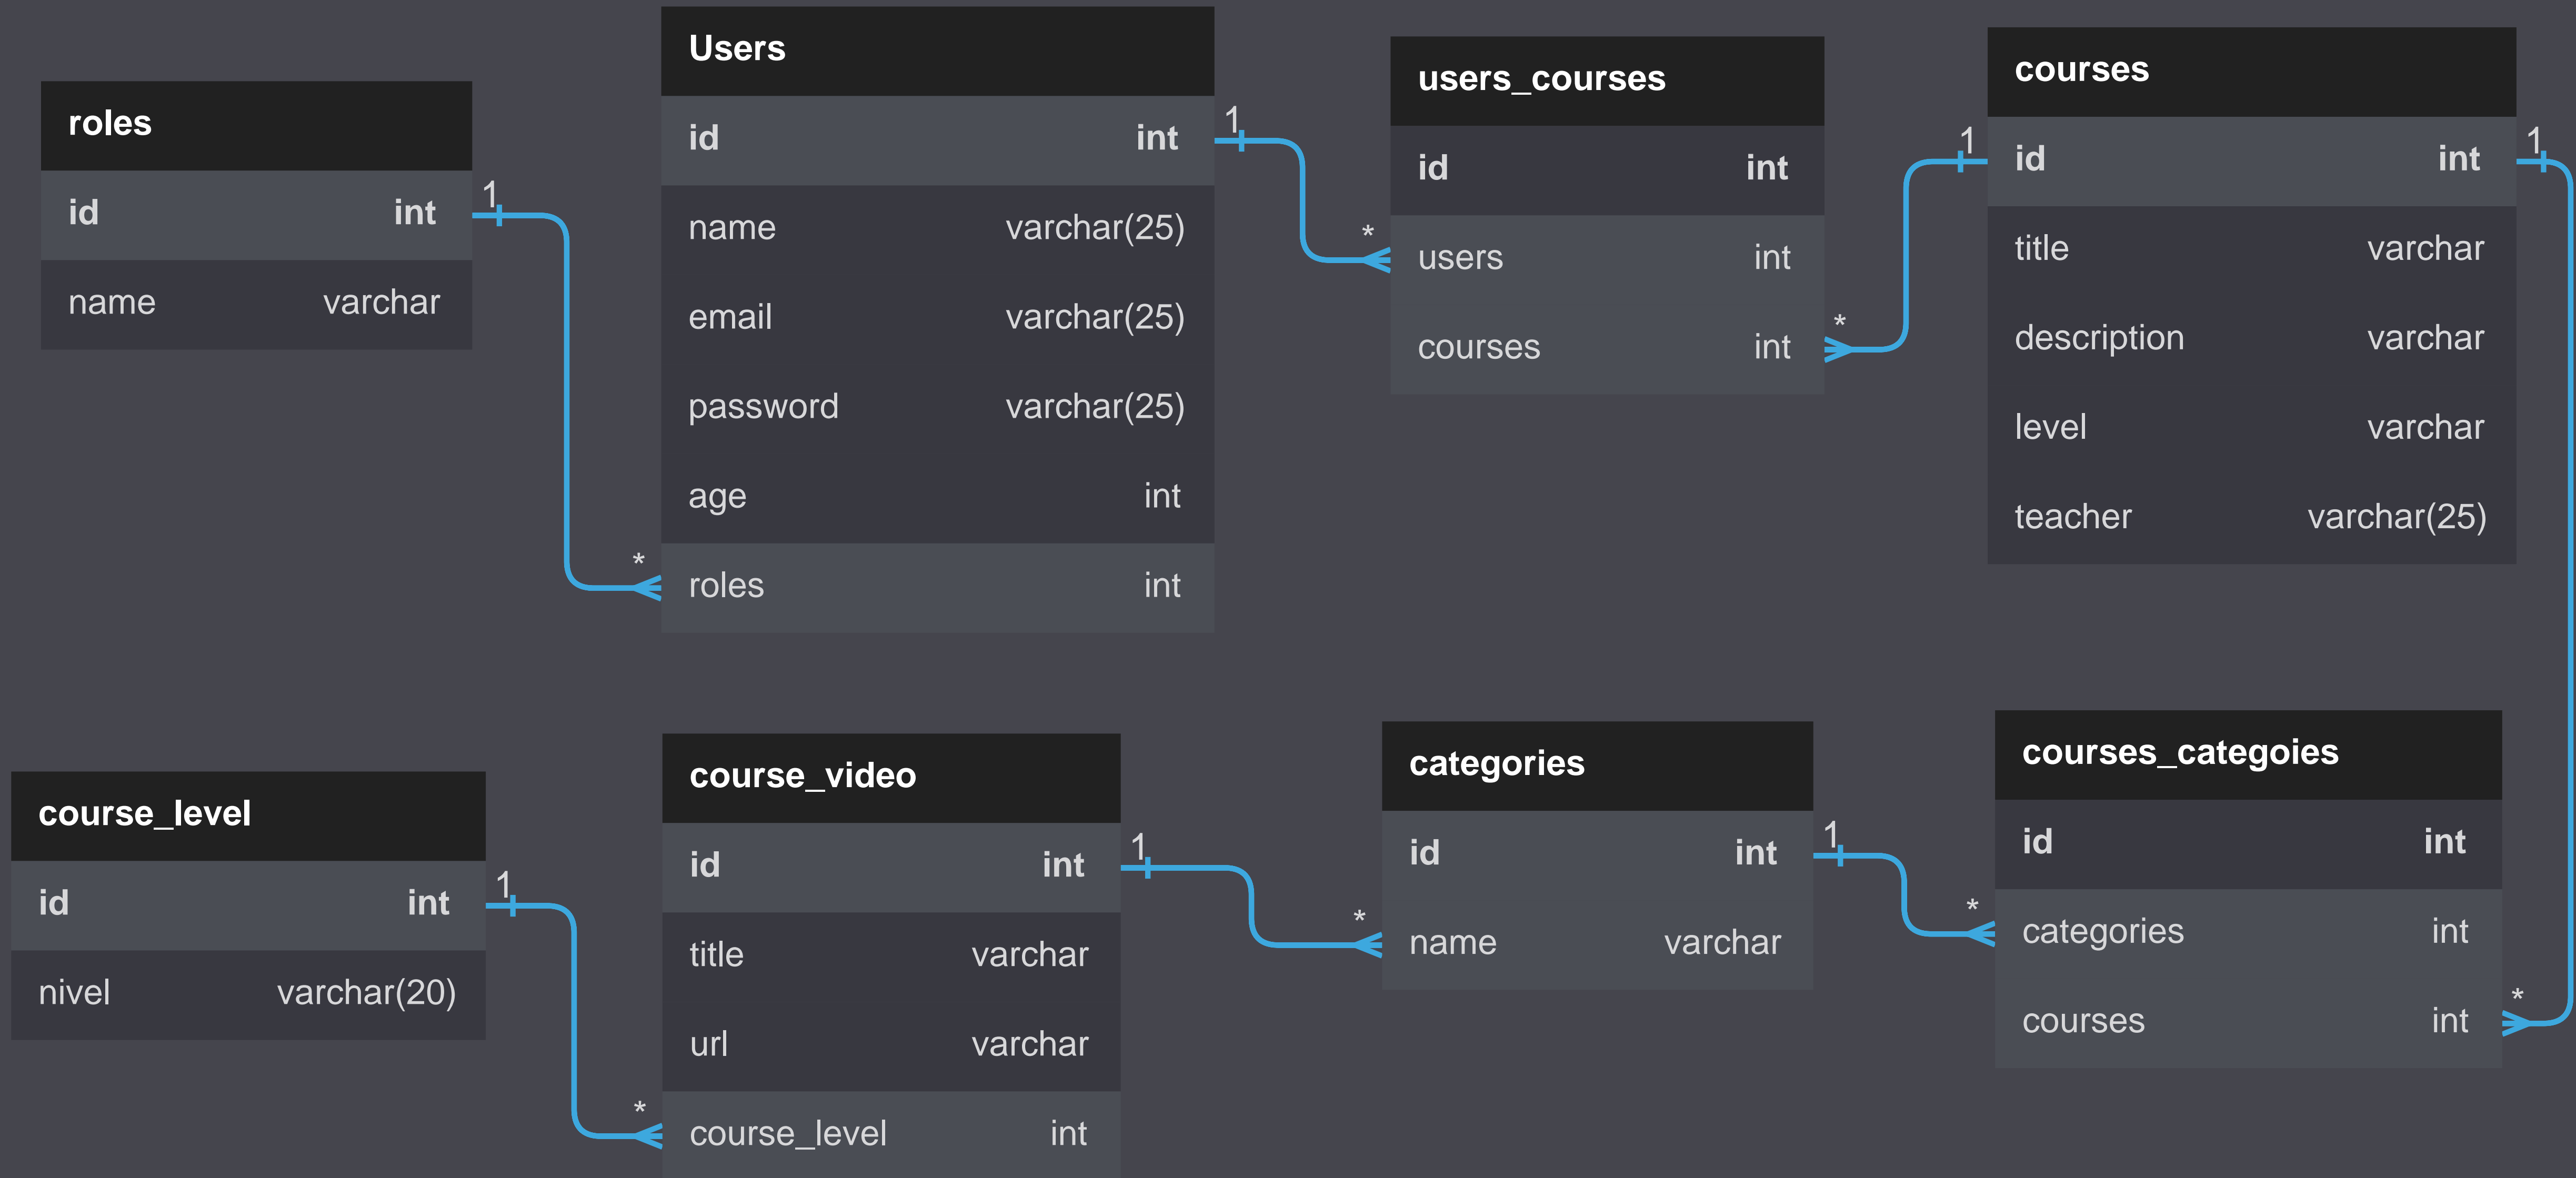 roles
id int
name varchar
Users
id int
name varchar(25)
email varchar(25)
password varchar(25)
age int
roles int
users_courses
id int
users int
courses int
courses
id int
title varchar
description varchar
level varchar
teacher varchar(25)
1
*
1
*
1
*
1
*
course_level
id int
nivel varchar(20)
course_video
id int
title varchar
url varchar
course_level int
categories
id int
name varchar
courses_categoies
id int
categories int
courses int
1
*
1
*
1
*